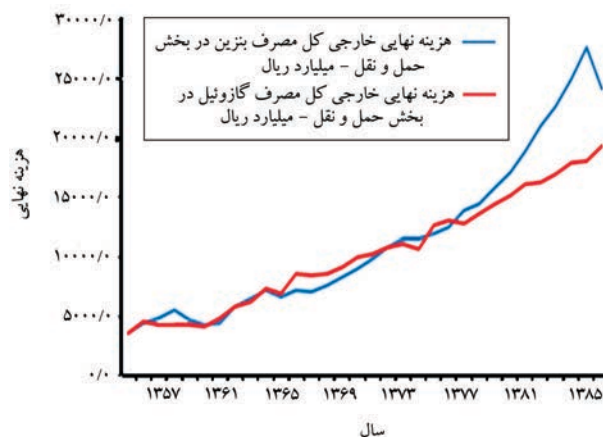 هزینه نهایی خارجی کل مصرف بنزین در بخش
حمل و نقل - میلیارد ریال
هزینه نهایی خارجی کل مصرف گازوئیل در
بخش حمل و نقل - میلیارد ریال
هزینه نهایی
۳۰۰۰۰/۰
۲۵۰۰۰/۰
۲۰۰۰۰/۰
۱۵۰۰۰/۰
۱۰۰۰۰/۰
۵۰۰۰/۰
۰/۰
۱۳۵۷ ۱۳۶۱ ۱۳۶۵ ۱۳۶۹ ۱۳۷۳ ۱۳۷۷ ۱۳۸۱ ۱۳۸۵
سال